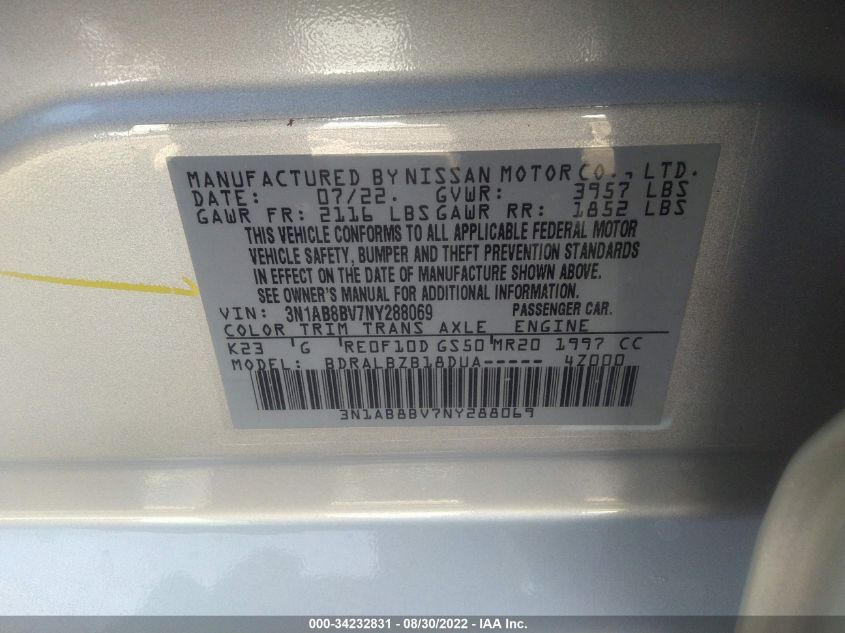 MANUFACTURED BY NISSAN MOTOR CO., LTD.
DATE: 07/22. GVWR: 3957 LBS
GAWR FR: 2116 LBS GAWR RR: 1852 LBS
THIS VEHICLE CONFORMS TO ALL APPLICABLE FEDERAL MOTOR
VEHICLE SAFETY, BUMPER AND THEFT PREVENTION STANDARDS
IN EFFECT ON THE DATE OF MANUFACTURE SHOWN ABOVE.
SEE OWNER'S MANUAL FOR ADDITIONAL INFORMATION.
VIN: 3N1AB8BV7NY288069 PASSENGER CAR.
COLOR TRIM TRANS AXLE ENGINE
K23 'G 'RE0F10D GS50'MR20 1997 CC
MODEL: BDRALBZB18DUA----- 4Z000
3N1AB8BV7NY288069
000-34232831 - 08/30/2022 - IAA Inc.